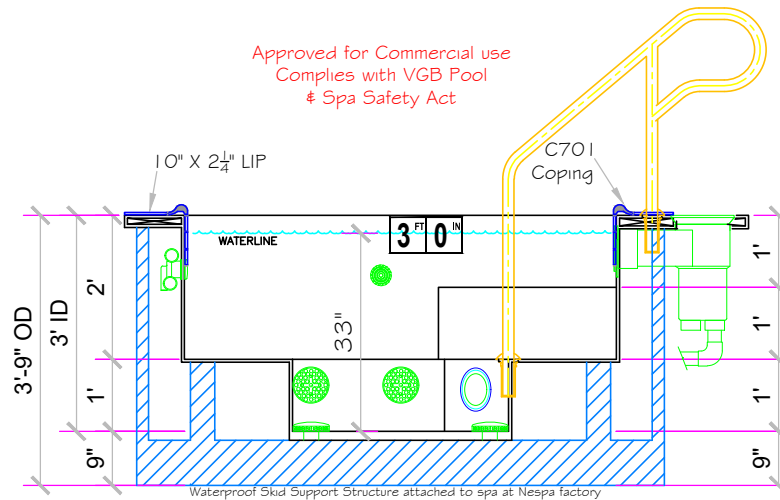 Approved for Commercial use
Complies with VGB Pool
& Spa Safety Act
10" X 2¼" LIP
C701
Coping
WATERLINE
3 FT 0 IN
33"
3'-9" OD
3' ID
2'
1'
9"
1'
1'
1'
9"
Waterproof Skid Support Structure attached to spa at Nespa factory